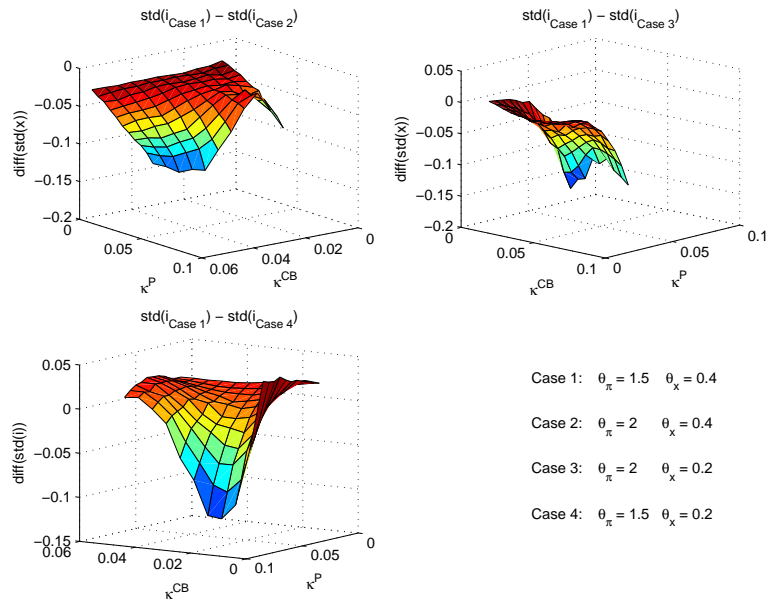 std(i_Case 1) − std(i_Case 2)
0
−0.05
−0.1
−0.15
−0.2
diff(std(x))
0
0.05
0.1
κ^P
0.06
0.04
0.02
0
κ^CB
std(i_Case 1) − std(i_Case 3)
0.05
0
−0.05
−0.1
−0.15
−0.2
diff(std(x))
0
0.05
0.1
κ^CB
0
0.05
0.1
κ^P
std(i_Case 1) − std(i_Case 4)
0.05
0
−0.05
−0.1
−0.15
diff(std(i))
0.06
0.04
0.02
0
κ^CB
0.1
0.05
0
κ^P
Case 1: θ_π = 1.5 θ_x = 0.4
Case 2: θ_π = 2 θ_x = 0.4
Case 3: θ_π = 2 θ_x = 0.2
Case 4: θ_π = 1.5 θ_x = 0.2